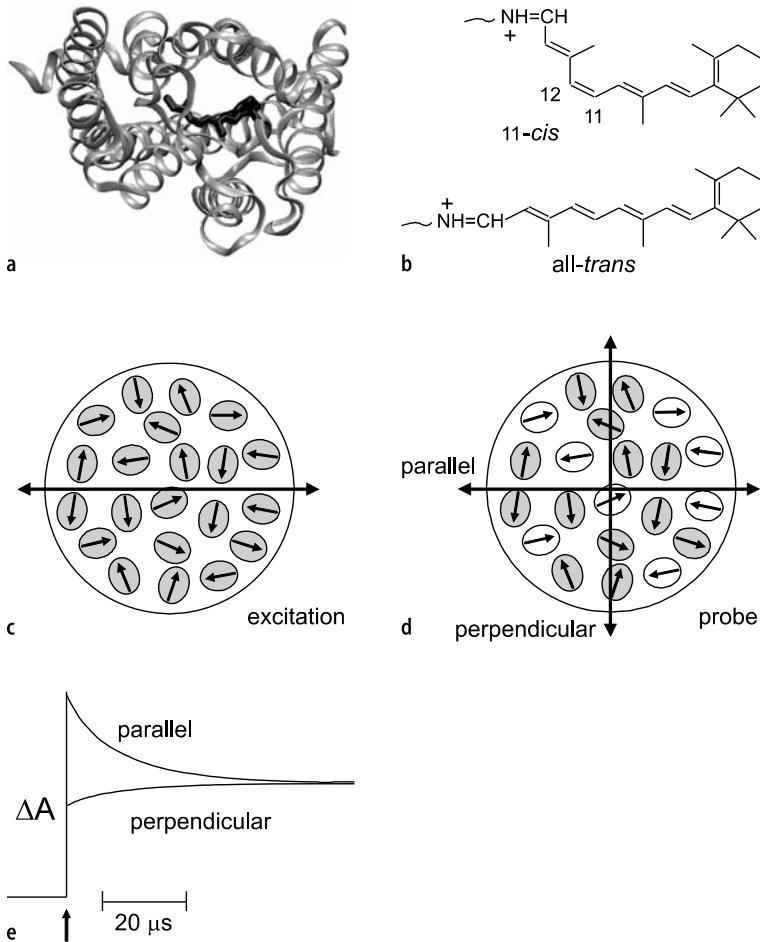 a
NH=CH
+
12
11
11-cis
+
NH=CH
all-trans
b
excitation
c
parallel
perpendicular
probe
d
parallel
ΔA
perpendicular
20 μs
e